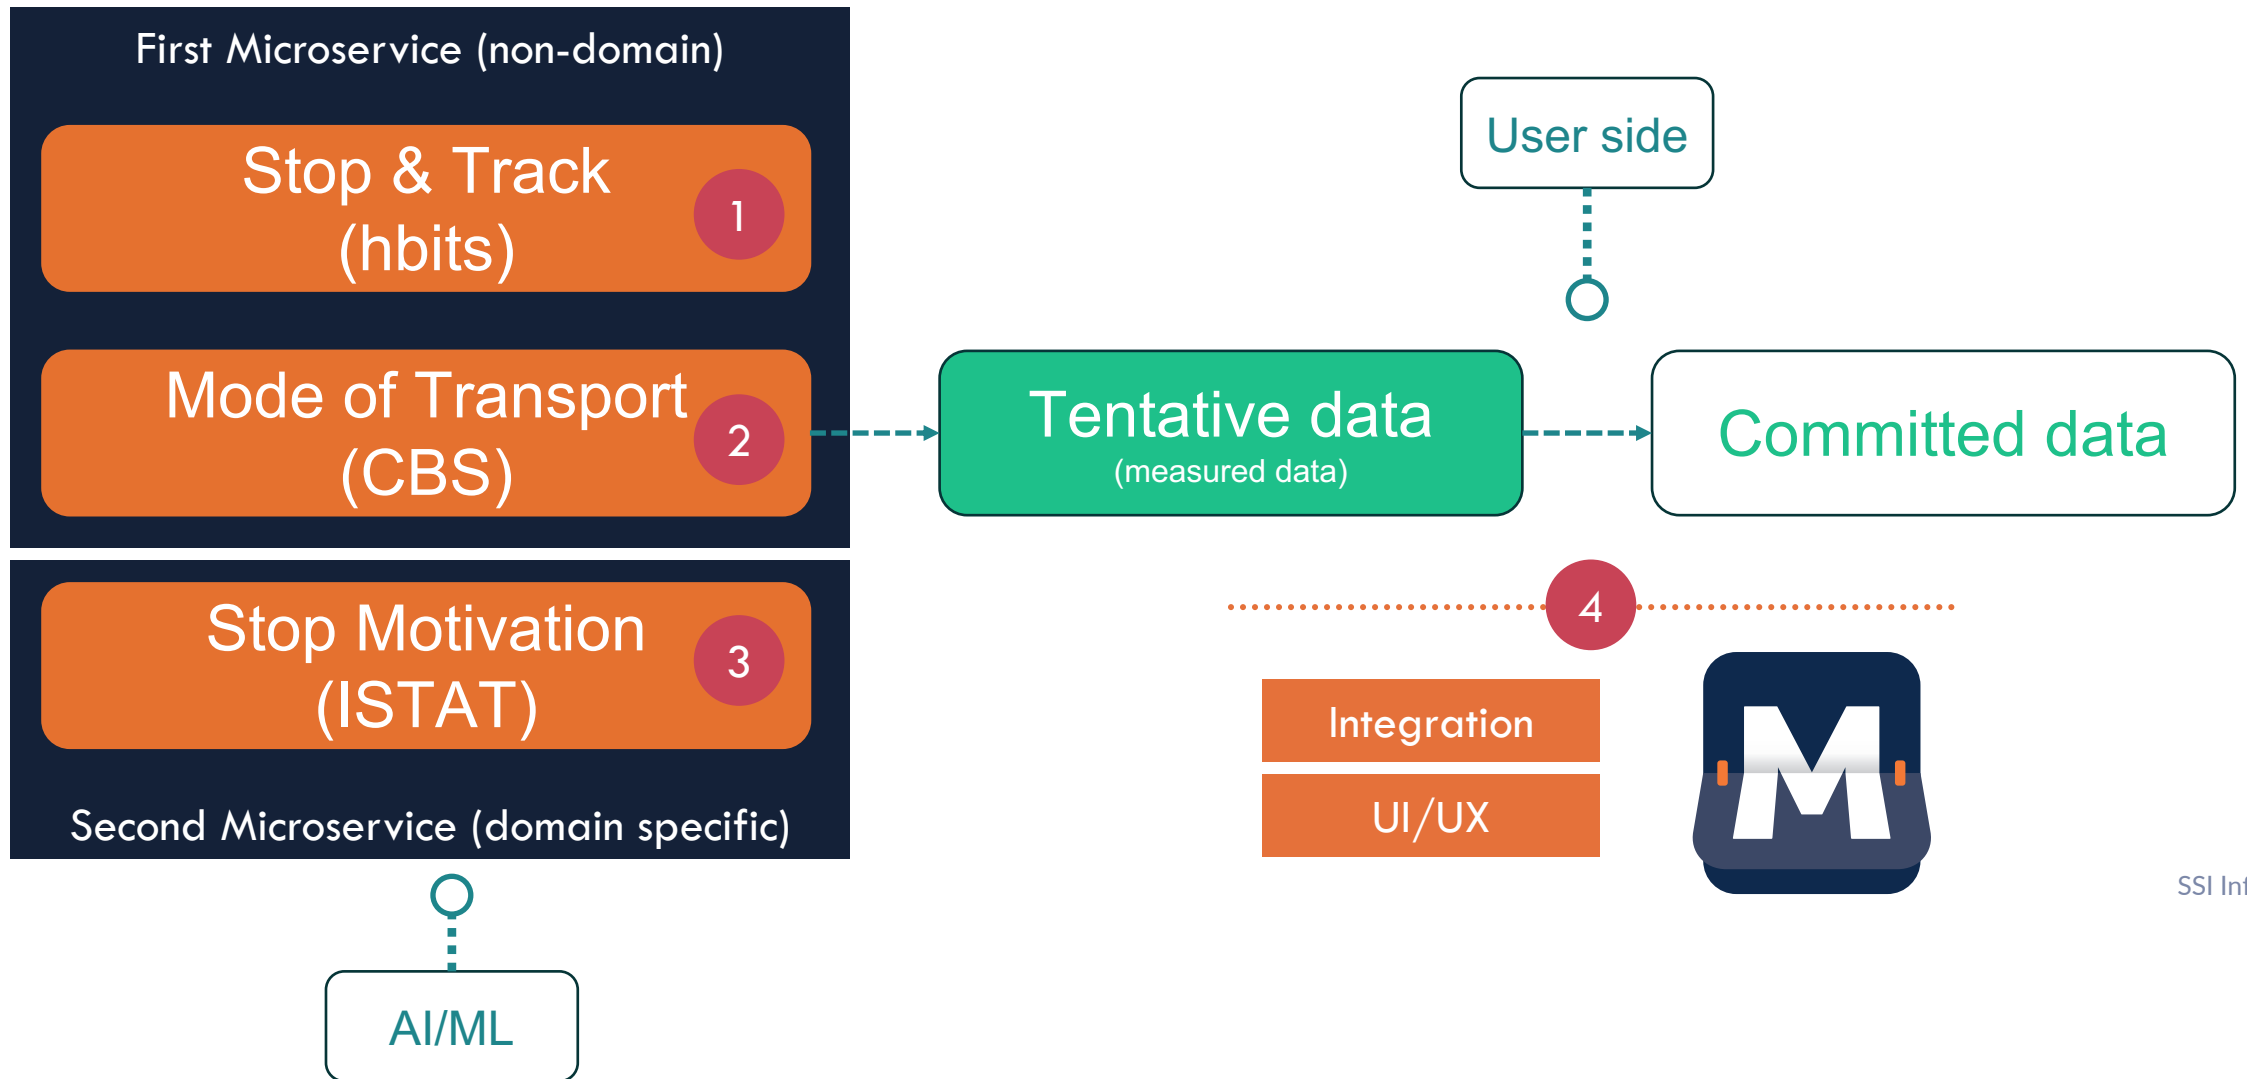 First Microservice (non-domain)
Stop & Track
(hbits)
1
Mode of Transport
(CBS)
2
Stop Motivation
(ISTAT)
3
Second Microservice (domain specific)
AI/ML
User side
Tentative data
(measured data)
Committed data
4
Integration
UI/UX
M
SSI